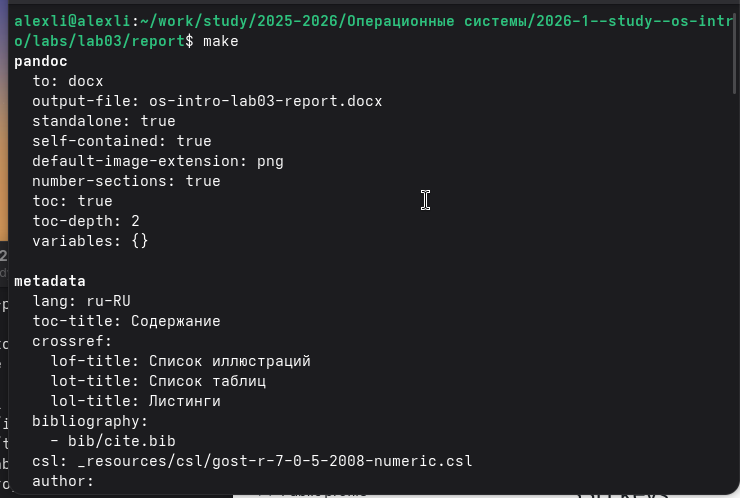 alexli@alexli:~/work/study/2025-2026/Операционные системы/2026-1--study--os-intr
o/labs/lab03/report$ make
pandoc
  to: docx
  output-file: os-intro-lab03-report.docx
  standalone: true
  self-contained: true
  default-image-extension: png
  number-sections: true
  toc: true
  toc-depth: 2
  variables: {}

metadata
  lang: ru-RU
  toc-title: Содержание
  crossref:
    lof-title: Список иллюстраций
    lot-title: Список таблиц
    lol-title: Листинги
  bibliography:
    - bib/cite.bib
  csl: _resources/csl/gost-r-7-0-5-2008-numeric.csl
  author: